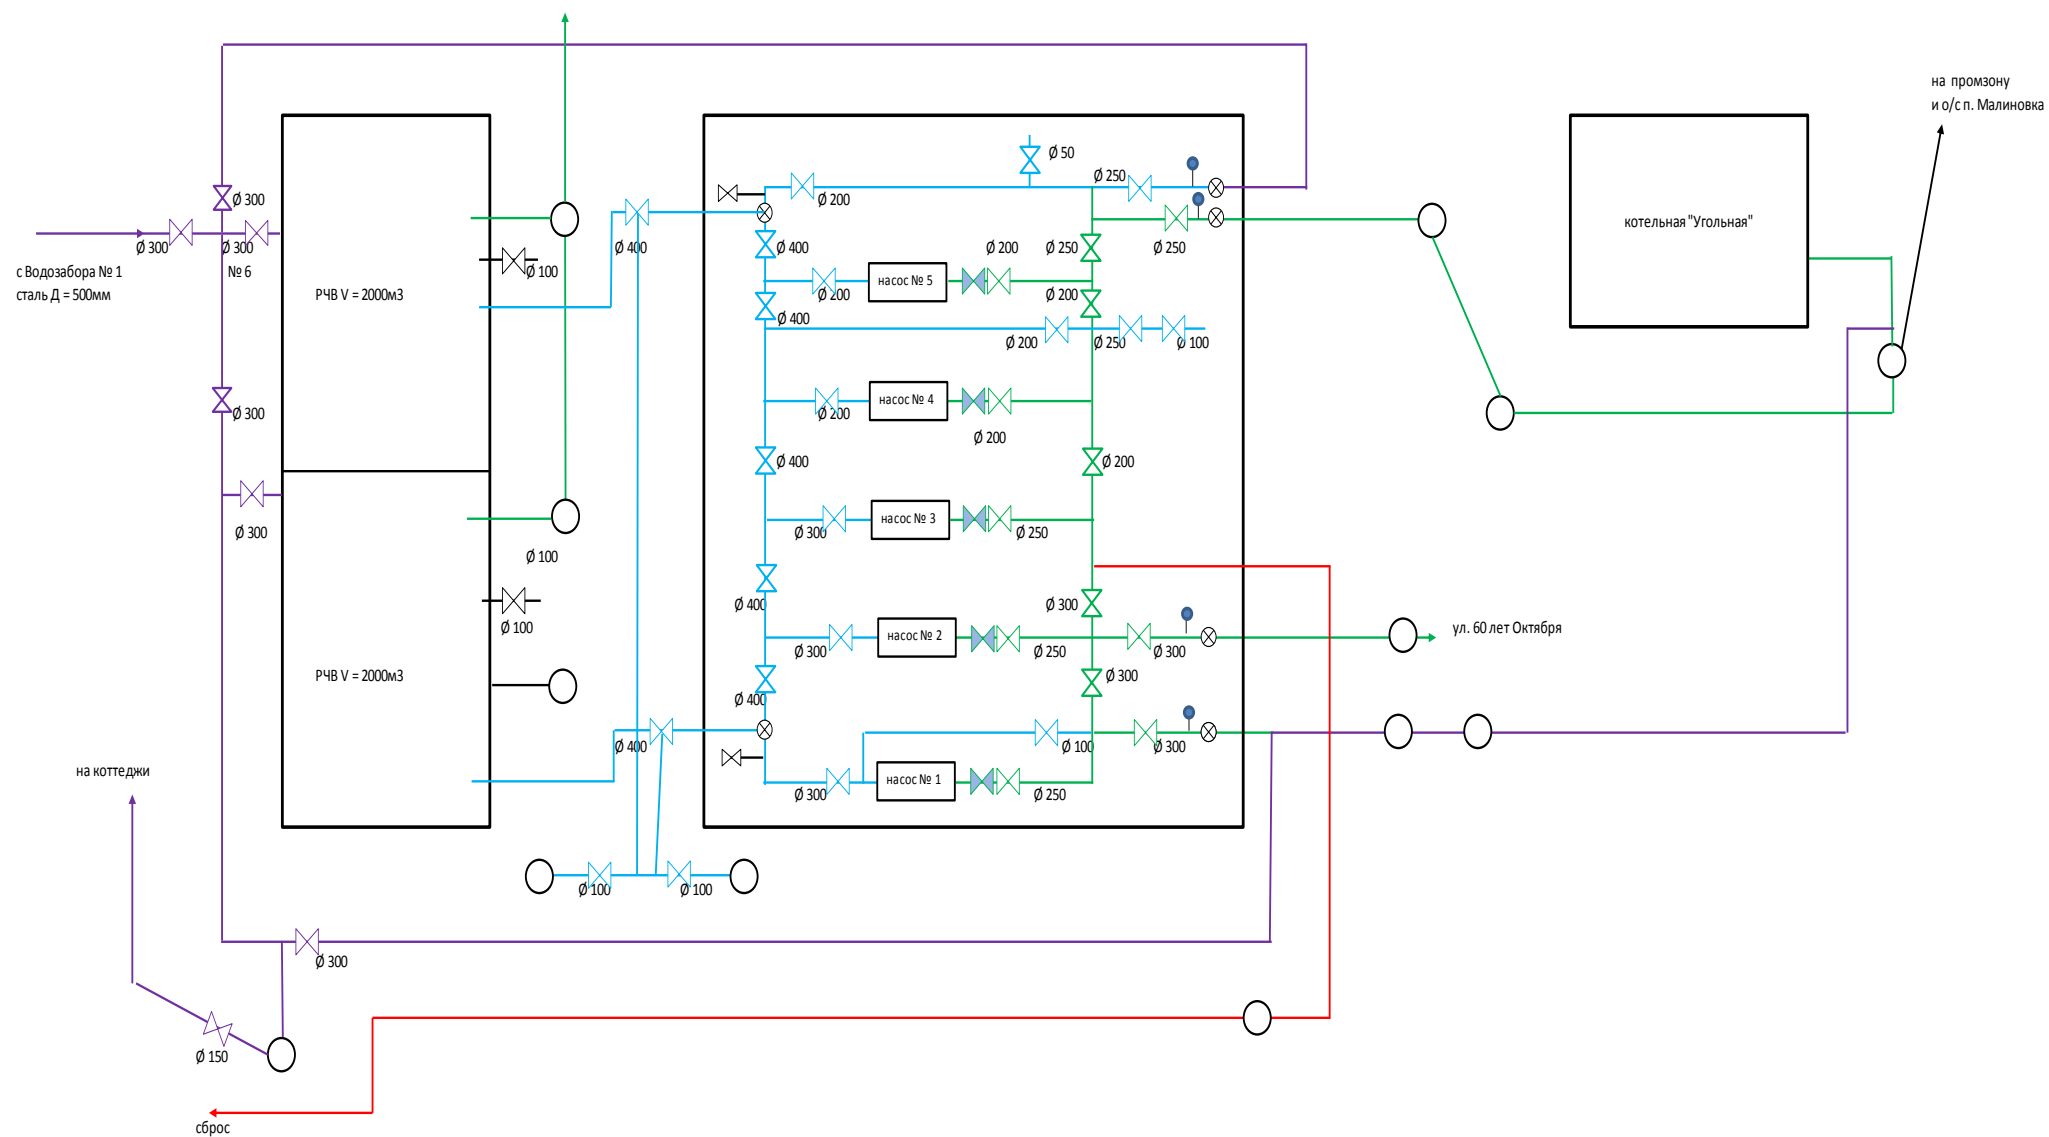 на промзону
и о/с п. Малиновка
Ø 50
Ø 250
Ø 300
Ø 200
котельная "Угольная"
Ø 300
Ø 300
№ 6
Ø 400
Ø 400
Ø 200
Ø 250
Ø 250
с Водозабора № 1
сталь Д = 500мм
Ø 100
насос № 5
РЧВ V = 2000м3
Ø 200
Ø 200
Ø 400
Ø 200
Ø 250
Ø 100
насос № 4
Ø 300
Ø 200
Ø 200
Ø 400
Ø 200
насос № 3
Ø 300
Ø 300
Ø 250
Ø 100
Ø 400
Ø 300
Ø 100
насос № 2
ул. 60 лет Октября
Ø 300
Ø 250
Ø 300
РЧВ V = 2000м3
Ø 300
Ø 400
Ø 400
Ø 100
Ø 300
на коттеджи
насос № 1
Ø 300
Ø 250
Ø 100
Ø 100
Ø 300
Ø 150
сброс